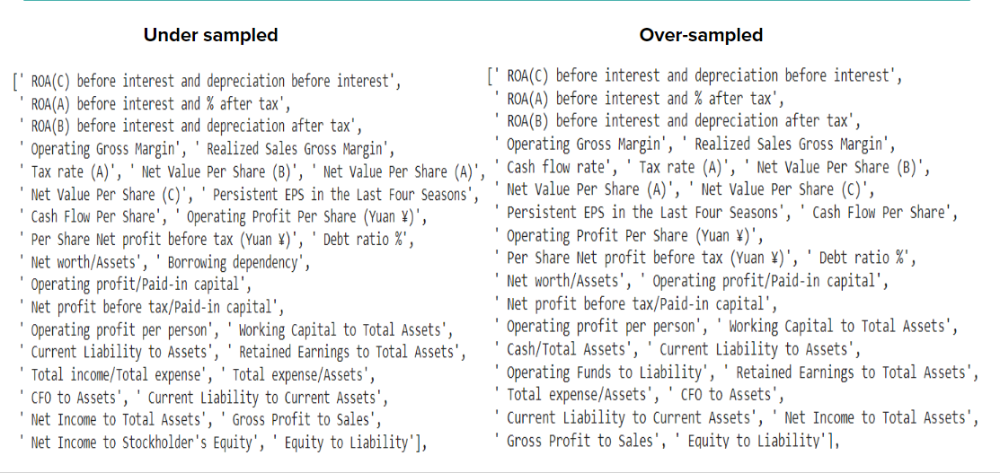 Under sampled
[' ROA(C) before interest and depreciation before interest',
' ROA(A) before interest and % after tax',
' ROA(B) before interest and depreciation after tax',
' Operating Gross Margin', ' Realized Sales Gross Margin',
' Tax rate (A)', ' Net Value Per Share (B)', ' Net Value Per Share (A)',
' Net Value Per Share (C)', ' Persistent EPS in the Last Four Seasons',
' Cash Flow Per Share', ' Operating Profit Per Share (Yuan ¥)',
' Per Share Net profit before tax (Yuan ¥)', ' Debt ratio %',
' Net worth/Assets', ' Borrowing dependency',
' Operating profit/Paid-in capital',
' Net profit before tax/Paid-in capital',
' Operating profit per person', ' Working Capital to Total Assets',
' Current Liability to Assets', ' Retained Earnings to Total Assets',
' Total income/Total expense', ' Total expense/Assets',
' CFO to Assets', ' Current Liability to Current Assets',
' Net Income to Total Assets', ' Gross Profit to Sales',
' Net Income to Stockholder's Equity', ' Equity to Liability'],
Over-sampled
[' ROA(C) before interest and depreciation before interest',
' ROA(A) before interest and % after tax',
' ROA(B) before interest and depreciation after tax',
' Operating Gross Margin', ' Realized Sales Gross Margin',
' Cash flow rate', ' Tax rate (A)', ' Net Value Per Share (B)',
' Net Value Per Share (A)', ' Net Value Per Share (C)',
' Persistent EPS in the Last Four Seasons', ' Cash Flow Per Share',
' Operating Profit Per Share (Yuan ¥)',
' Per Share Net profit before tax (Yuan ¥)', ' Debt ratio %',
' Net worth/Assets', ' Operating profit/Paid-in capital',
' Net profit before tax/Paid-in capital',
' Operating profit per person', ' Working Capital to Total Assets',
' Cash/Total Assets', ' Current Liability to Assets',
' Operating Funds to Liability', ' Retained Earnings to Total Assets',
' Total expense/Assets', ' CFO to Assets',
' Current Liability to Current Assets', ' Net Income to Total Assets',
' Gross Profit to Sales', ' Equity to Liability'],